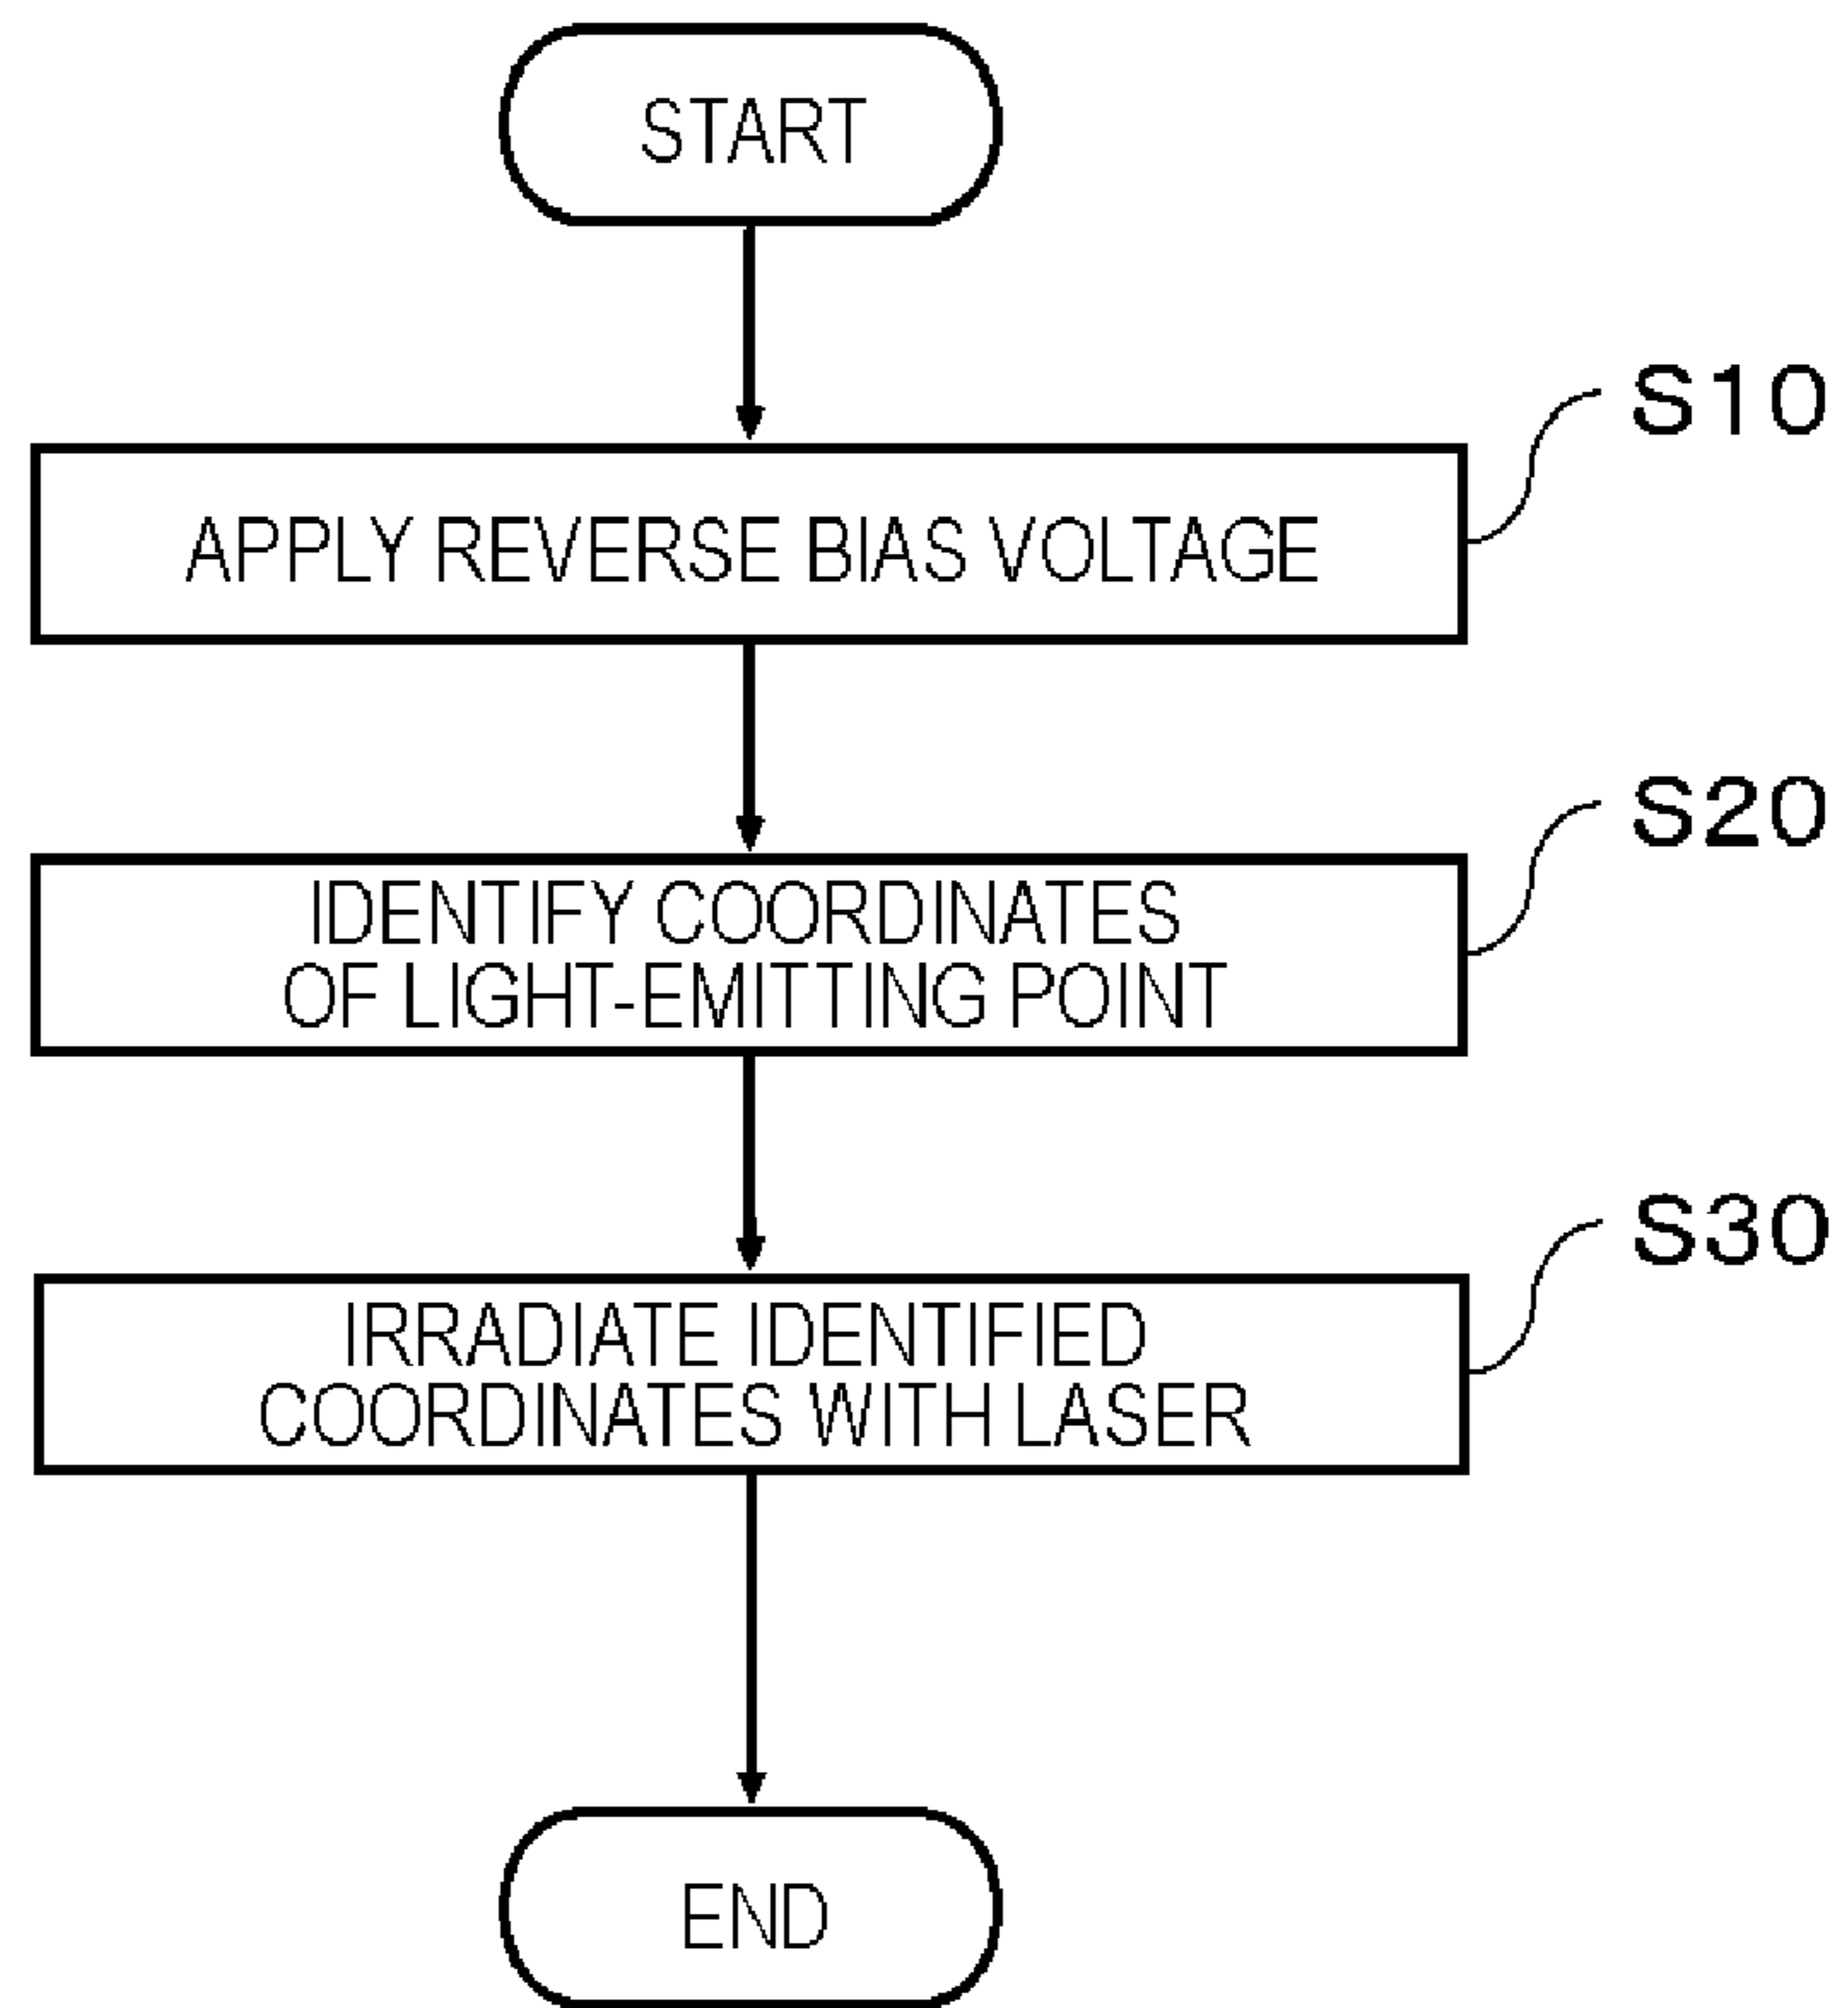 START
S10
APPLY REVERSE BIAS VOLTAGE
S20
IDENTIFY COORDINATES
OF LIGHT-EMITTING POINT
S30
IRRADIATE IDENTIFIED
COORDINATES WITH LASER
END